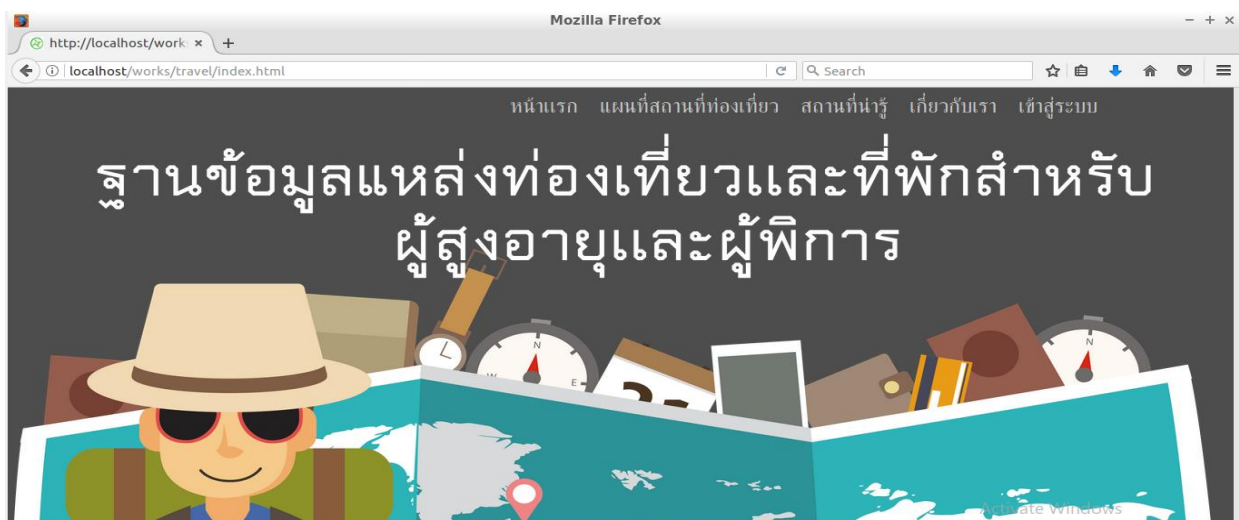 Mozilla Firefox
http://localhost/work
localhost/works/travel/index.html
Search
หน้าแรก แผนที่สถานที่ท่องเที่ยว สถานที่น่ารู้ เกี่ยวกับเรา เข้าสู่ระบบ
ฐานข้อมูลแหล่งท่องเที่ยวและที่พักสำหรับ
ผู้สูงอายุและผู้พิการ
N
N
W
E
Activate Windows